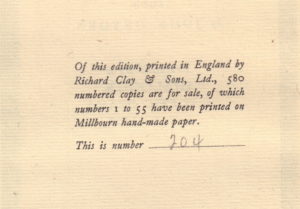 Of this edition, printed in England by
Richard Clay & Sons, Ltd., 580
numbered copies are for sale, of which
numbers 1 to 55 have been printed on
Millbourn hand-made paper.
This is number 204